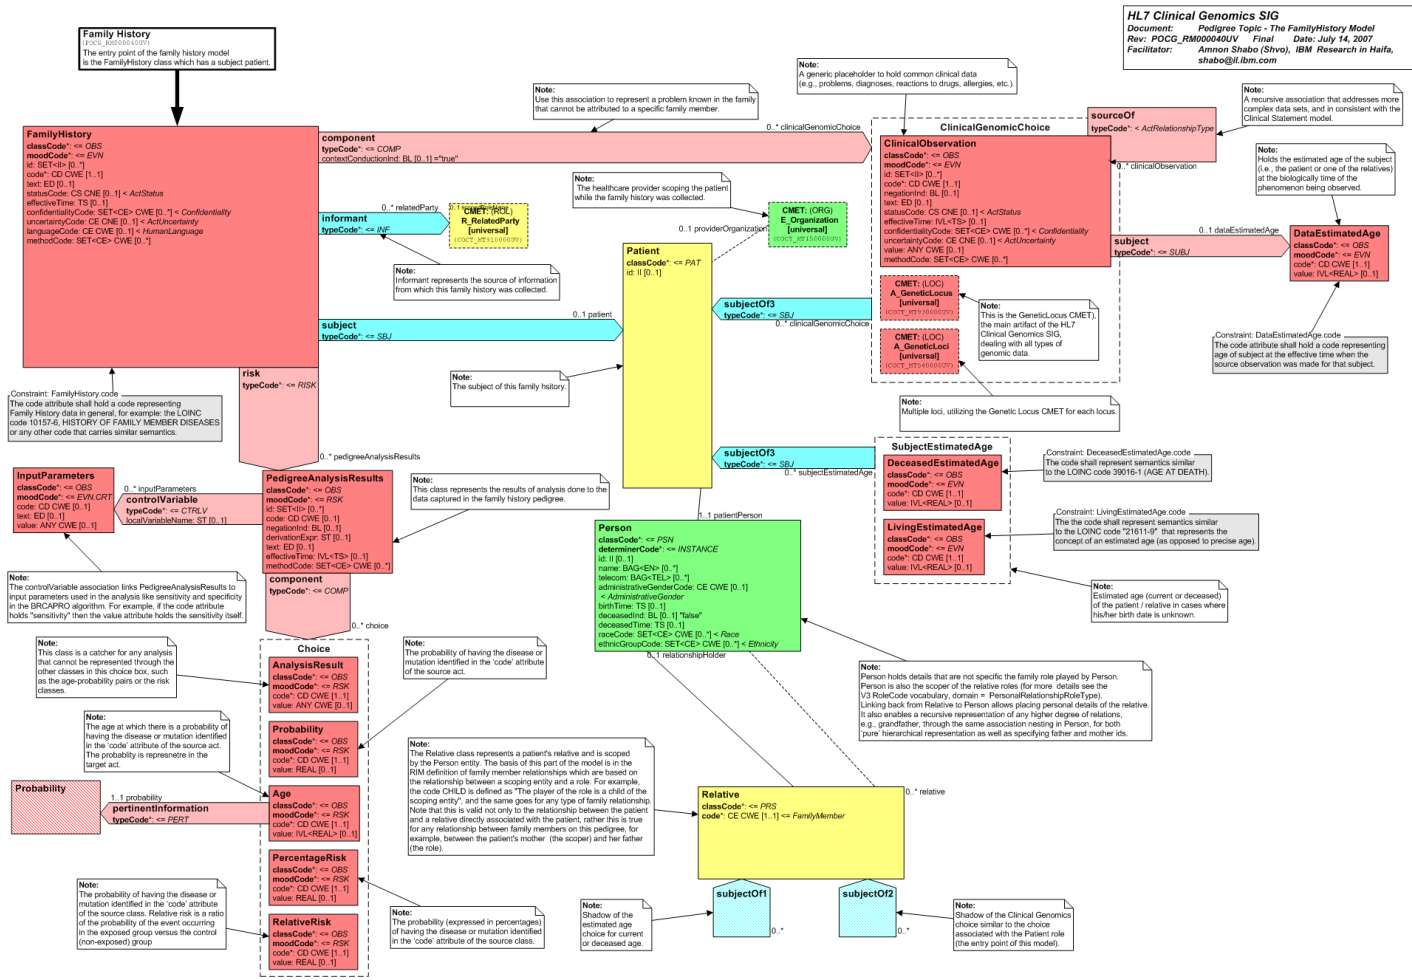 Family History
(POCG_RM000040UV)
The entry point of the family history model
is the FamilyHistory class which has a subject patient.
HL7 Clinical Genomics SIG
Document: Pedigree Topic - The FamilyHistory Model
Rev: POCG_RM000040UV Final Date: July 14, 2007
Facilitator: Amnon Shabo (Shvo), IBM Research in Haifa,
shabo@il.ibm.com
Note:
Use this association to represent a problem known in the family
that cannot be attributed to a specific family member.
Note:
A generic placeholder to hold common clinical data
(e.g., problems, diagnoses, reactions to drugs, allergies, etc.).
Note:
A recursive association that addresses more
complex data sets, and in consistent with the
Clinical Statement model.
FamilyHistory
classCode*: <= OBS
moodCode*: <= EVN
id: SET<II> [0..*]
code*: CD CWE [1..1]
text: ED [0..1]
statusCode: CS CNE [0..1] < ActStatus
effectiveTime: TS [0..1]
confidentialityCode: SET<CE> CWE [0..*] < Confidentiality
uncertaintyCode: CE CNE [0..1] < ActUncertainty
languageCode: CE CWE [0..1] < HumanLanguage
methodCode: SET<CE> CWE [0..*]
component
typeCode*: <= COMP
contextConductionInd: BL [0..1] ="true"
0..* clinicalGenomicChoice
ClinicalGenomicChoice
ClinicalObservation
classCode*: <= OBS
moodCode*: <= EVN
id: SET<II> [0..*]
code*: CD CWE [1..1]
negationInd: BL [0..1]
text: ED [0..1]
statusCode: CS CNE [0..1] < ActStatus
effectiveTime: IVL<TS> [0..1]
confidentialityCode: SET<CE> CWE [0..*] < Confidentiality
uncertaintyCode: CE CNE [0..1] < ActUncertainty
value: ANY CWE [0..1]
methodCode: SET<CE> CWE [0..*]
sourceOf
typeCode*: < ActRelationshipType
0..* clinicalObservation
Note:
Holds the estimated age of the subject
(i.e., the patient or one of the relatives)
at the biologically time of the
phenomenon being observed.
subject
typeCode*: <= SUBJ
0..1 dataEstimatedAge
DataEstimatedAge
classCode*: <= OBS
moodCode*: <= EVN
code*: CD CWE [1..1]
value: IVL<REAL> [0..1]
Constraint: DataEstimatedAge.code
The code attribute shall hold a code representing
age of subject at the effective time when the
source observation was made for that subject.
informant
typeCode*: <= INF
0..* relatedParty
CMET: (ROL)
R_RelatedParty
[universal]
(COCT_MT910000UV)
Note:
Informant represents the source of information
from which this family history was collected.
Note:
The healthcare provider scoping the patient
while the family history was collected.
CMET: (ORG)
E_Organization
[universal]
(COCT_MT150000UV)
0..1 providerOrganization
Patient
classCode*: <= PAT
id: II [0..1]
subject
typeCode*: <= SBJ
0..1 patient
subjectOf3
typeCode*: <= SBJ
0..* clinicalGenomicChoice
CMET: (LOC)
A_GeneticLocus
[universal]
CMET: (LOC)
A_GeneticLoci
[universal]
Note:
This is the GeneticLocus CMET),
the main artifact of the HL7
Clinical Genomics SIG,
dealing with all types of
genomic data.
Note:
Multiple loci, utilizing the Genetic Locus CMET for each locus.
Note:
The subject of this family hsitory.
risk
typeCode*: <= RISK
0..* pedigreeAnalysisResults
Constraint: FamilyHistory.code
The code attribute shall hold a code representing
Family History data in general, for example: the LOINC
code 10157-6, HISTORY OF FAMILY MEMBER DISEASES
or any other code that carries similar semantics.
InputParameters
classCode*: <= OBS
moodCode*: <= EVN.CRT
code: CD CWE [0..1]
text: ED [0..1]
value: ANY CWE [0..1]
0..* inputParameters
controlVariable
typeCode*: <= CTRLV
localVariableName: ST [0..1]
PedigreeAnalysisResults
classCode*: <= OBS
moodCode*: <= RSK
id: SET<II> [0..*]
code: CD CWE [0..1]
negationInd: BL [0..1]
derivationExpr: ST [0..1]
text: ED [0..1]
effectiveTime: IVL<TS> [0..1]
methodCode: SET<CE> CWE [0..*]
Note:
This class represents the results of analysis done to the
data captured in the family history pedigree.
subjectOf3
typeCode*: <= SBJ
0..* subjectEstimatedAge
SubjectEstimatedAge
DeceasedEstimatedAge
classCode*: <= OBS
moodCode*: <= EVN
code*: CD CWE [1..1]
value: IVL<REAL> [0..1]
LivingEstimatedAge
classCode*: <= OBS
moodCode*: <= EVN
code*: CD CWE [1..1]
value: IVL<REAL> [0..1]
Constraint: DeceasedEstimatedAge.code
The code shall represent semantics similar
to the LOINC code 39016-1 (AGE AT DEATH).
Constraint: LivingEstimatedAge.code
The the code shall represent semantics similar
to the LOINC code "21611-9" that represents the
concept of an estimated age (as opposed to precise age).
Note:
Estimated age (current or deceased)
of the patient / relative in cases where
his/her birth date is unknown.
Note:
The controlVariable association links PedigreeAnalysisResults to
input parameters used in the analysis like sensitivity and specificity
in the BRCAPRO algorithm. For example, if the code attribute
holds "sensitivity" then the value attribute holds the sensitivity itself.
component
typeCode*: <= COMP
0..* choice
1..1 patientPerson
Person
classCode*: <= PSN
determinerCode*: <= INSTANCE
id: II [0..1]
name: BAG<EN> [0..*]
telecom: BAG<TEL> [0..*]
administrativeGenderCode: CE CWE [0..1]
< AdministrativeGender
birthTime: TS [0..1]
deceasedInd: BL [0..1] "false"
deceasedTime: TS [0..1]
raceCode: SET<CE> CWE [0..*] < Race
ethnicGroupCode: SET<CE> CWE [0..*] < Ethnicity
0..1 relationshipHolder
Note:
Person holds details that are not specific the family role played by Person.
Person is also the scoper of the relative roles (for more details see the
V3 RoleCode vocabulary, domain = PersonalRelationshipRoleType).
Linking back from Relative to Person allows placing personal details of the relative.
It also enables a recursive representation of any higher degree of relations,
e.g., grandfather, through the same association nesting in Person, for both
'pure' hierarchical representation as well as specifying father and mother ids.
Note:
This class is a catcher for any analysis
that cannot be represented through the
other classes in this choice box, such
as the age-probability pairs or the risk
classes.
Choice
AnalysisResult
classCode*: <= OBS
moodCode*: <= RSK
code*: CD CWE [1..1]
value: ANY CWE [0..1]
Note:
The probability of having the disease or
mutation identified in the 'code' attribute
of the source act.
Probability
classCode*: <= OBS
moodCode*: <= RSK
code*: CD CWE [1..1]
value: REAL [0..1]
Note:
The age at which there is a probability of
having the disease or mutation identified
in the 'code' attribute of the source act.
The probablity is represnetre in the
target act.
Probability
1..1 probability
pertinentInformation
typeCode*: <= PERT
Age
classCode*: <= OBS
moodCode*: <= RSK
code*: CD CWE [1..1]
value: IVL<REAL> [0..1]
Note:
The Relative class represents a patient's relative and is scoped
by the Person entity. The basis of this part of the model is in the
RIM definition of family member relationships which are based on
the relationship between a scoping entity and a role. For example,
the code CHILD is defined as "The player of the role is a child of the
scoping entity", and the same goes for any type of family relationship.
Note that this is valid not only to the relationship between the patient
and a relative directly associated with the patient, rather this is true
for any relationship between family members on this pedigree, for
example, between the patient's mother (the scoper) and her father
(the role).
0..* relative
Relative
classCode*: <= PRS
code*: CE CWE [1..1] <= FamilyMember
PercentageRisk
classCode*: <= OBS
moodCode*: <= RSK
code*: CD CWE [1..1]
value: REAL [0..1]
Note:
The probability of having the disease or
mutation identified in the 'code' attribute
of the source class. Relative risk is a ratio
of the probability of the event occurring
in the exposed group versus the control
(non-exposed) group
RelativeRisk
classCode*: <= OBS
moodCode*: <= RSK
code*: CD CWE [1..1]
value: REAL [0..1]
Note:
The probability (expressed in percentages)
of having the disease or mutation identified
in the 'code' attribute of the source class.
Note:
Shadow of the
estimated age
choice for current
or deceased age.
subjectOf1
0..*
subjectOf2
0..*
Note:
Shadow of the Clinical Genomics
choice similar to the choice
associated with the Patient role
(the entry point of this model).